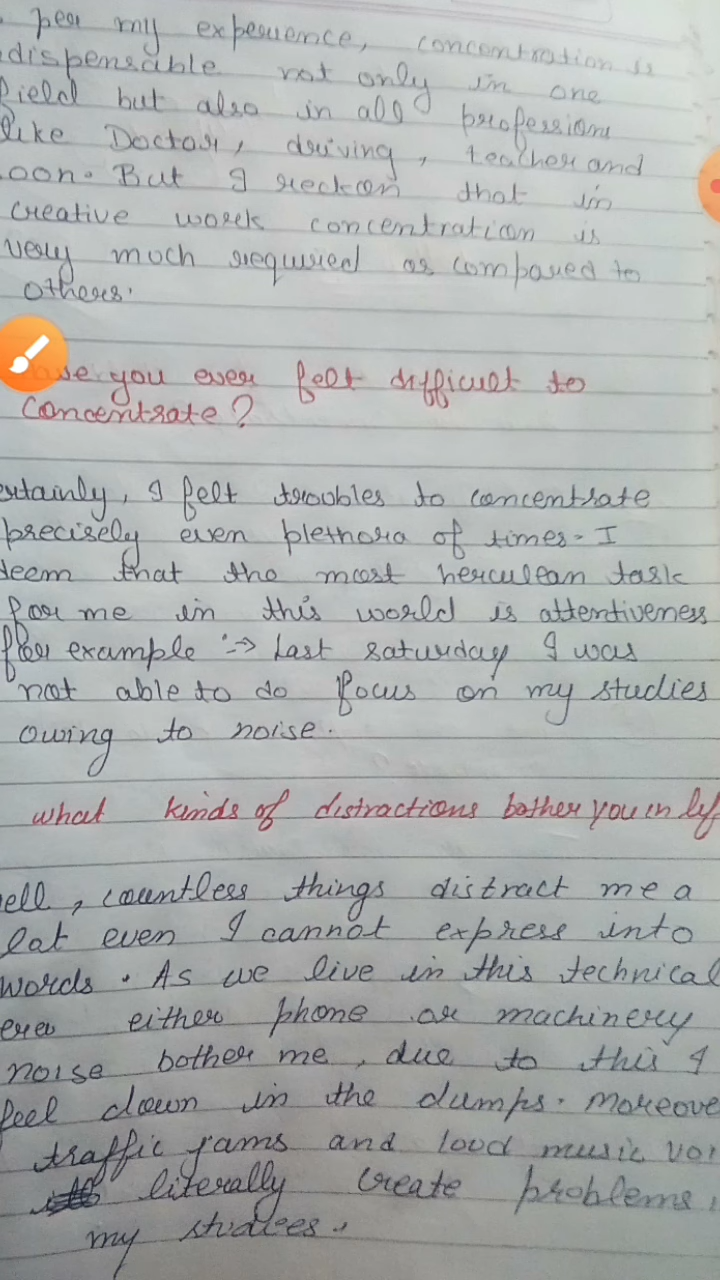 per my experience, concentration is
dispensable not only in one
field but also in all profession
like Doctor, driving, teacher and
oon. But I reckon that in
creative work concentration is
very much required as compared to
others.
ave you ever felt difficult to
concentrate?
ertainly, I felt troubles to concentrate
precisely even plethora of times. I
deem that the most herculean task
for me in this world is attentiveness
for example :-> Last saturday I was
not able to do focus on my studies
owing to noise.
what kinds of distractions bother you in lif
ell, countless things distract me a
lot even I cannot express into
words. As we live in this technical
era either phone or machinery
noise bother me, due to this I
feel down in the dumps. Moreove
traffic jams and loud music voi
literally create problems
my studies.